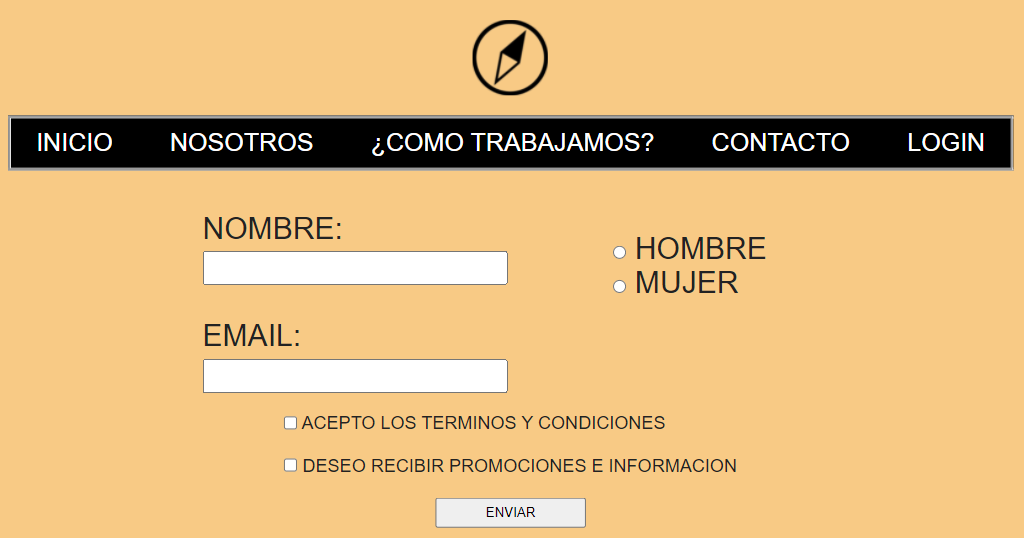 INICIO NOSOTROS ¿COMO TRABAJAMOS? CONTACTO LOGIN
NOMBRE:
HOMBRE
MUJER
EMAIL:
ACEPTO LOS TERMINOS Y CONDICIONES
DESEO RECIBIR PROMOCIONES E INFORMACION
ENVIAR